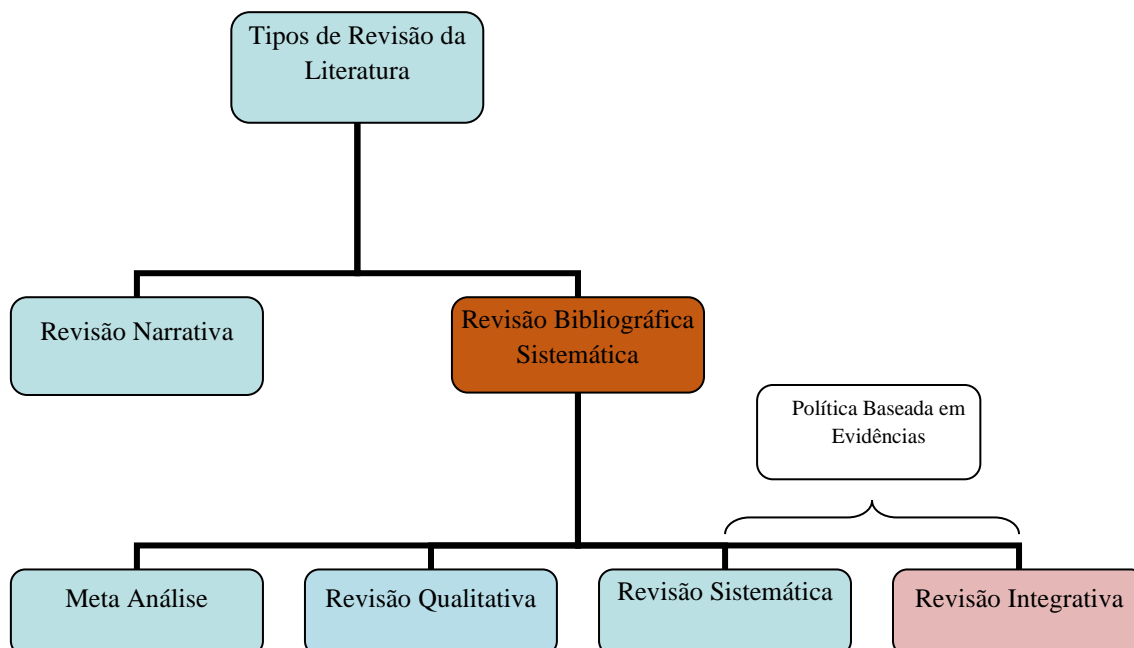 Tipos de Revisão da
Literatura
Revisão Narrativa
Revisão Bibliográfica
Sistemática
Política Baseada em
Evidências
Meta Análise
Revisão Qualitativa
Revisão Sistemática
Revisão Integrativa